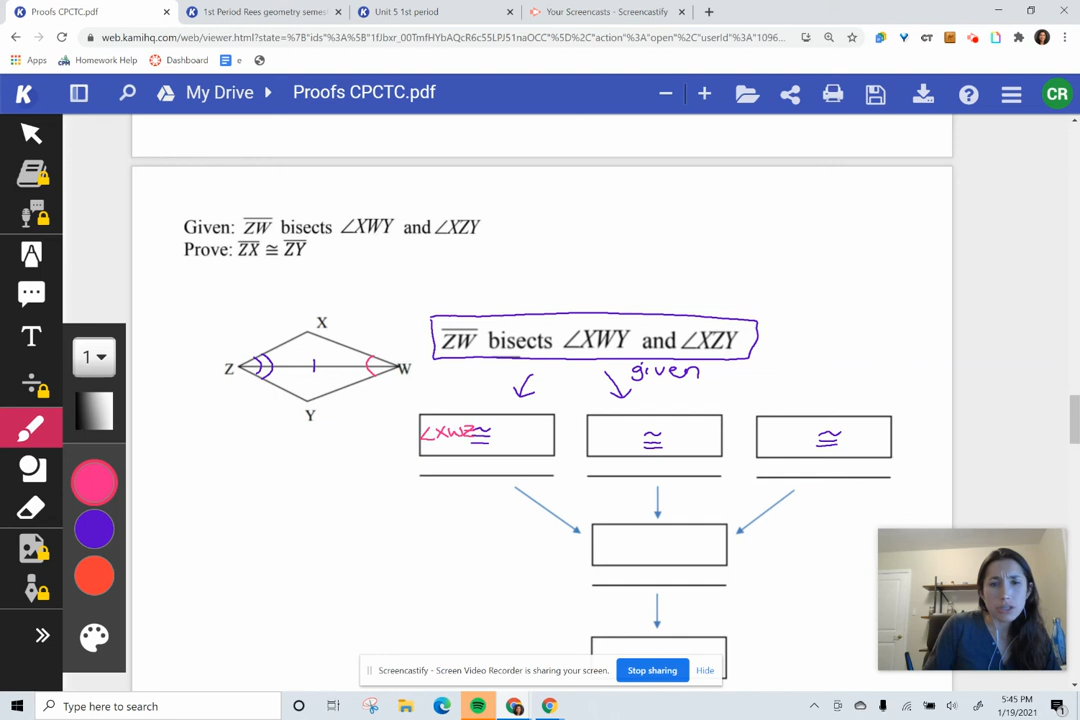 Proofs CPCTC.pdf
1st Period Rees geometry semes
Unit 5 1st period
Your Screencasts - Screencastify
web.kamihq.com/web/viewer.html?state=%7B"ids"%3A%5B"1fJbxr_00TmfHYbAQcR6c55LPJ51naOCC"%5D%2C"action"%3A"open"%2C"userId"%3A"1096...
Apps
Homework Help
Dashboard
e
K
My Drive
Proofs CPCTC.pdf
CR
Given: ZW bisects ∠XWY and ∠XZY
Prove: ZX ≅ ZY
X
Z
W
Y
ZW bisects ∠XWY and ∠XZY
given
∠XWZ ≅
≅
≅
T
1
Screencastify - Screen Video Recorder is sharing your screen.
Stop sharing
Hide
Type here to search
5:45 PM
1/19/2021